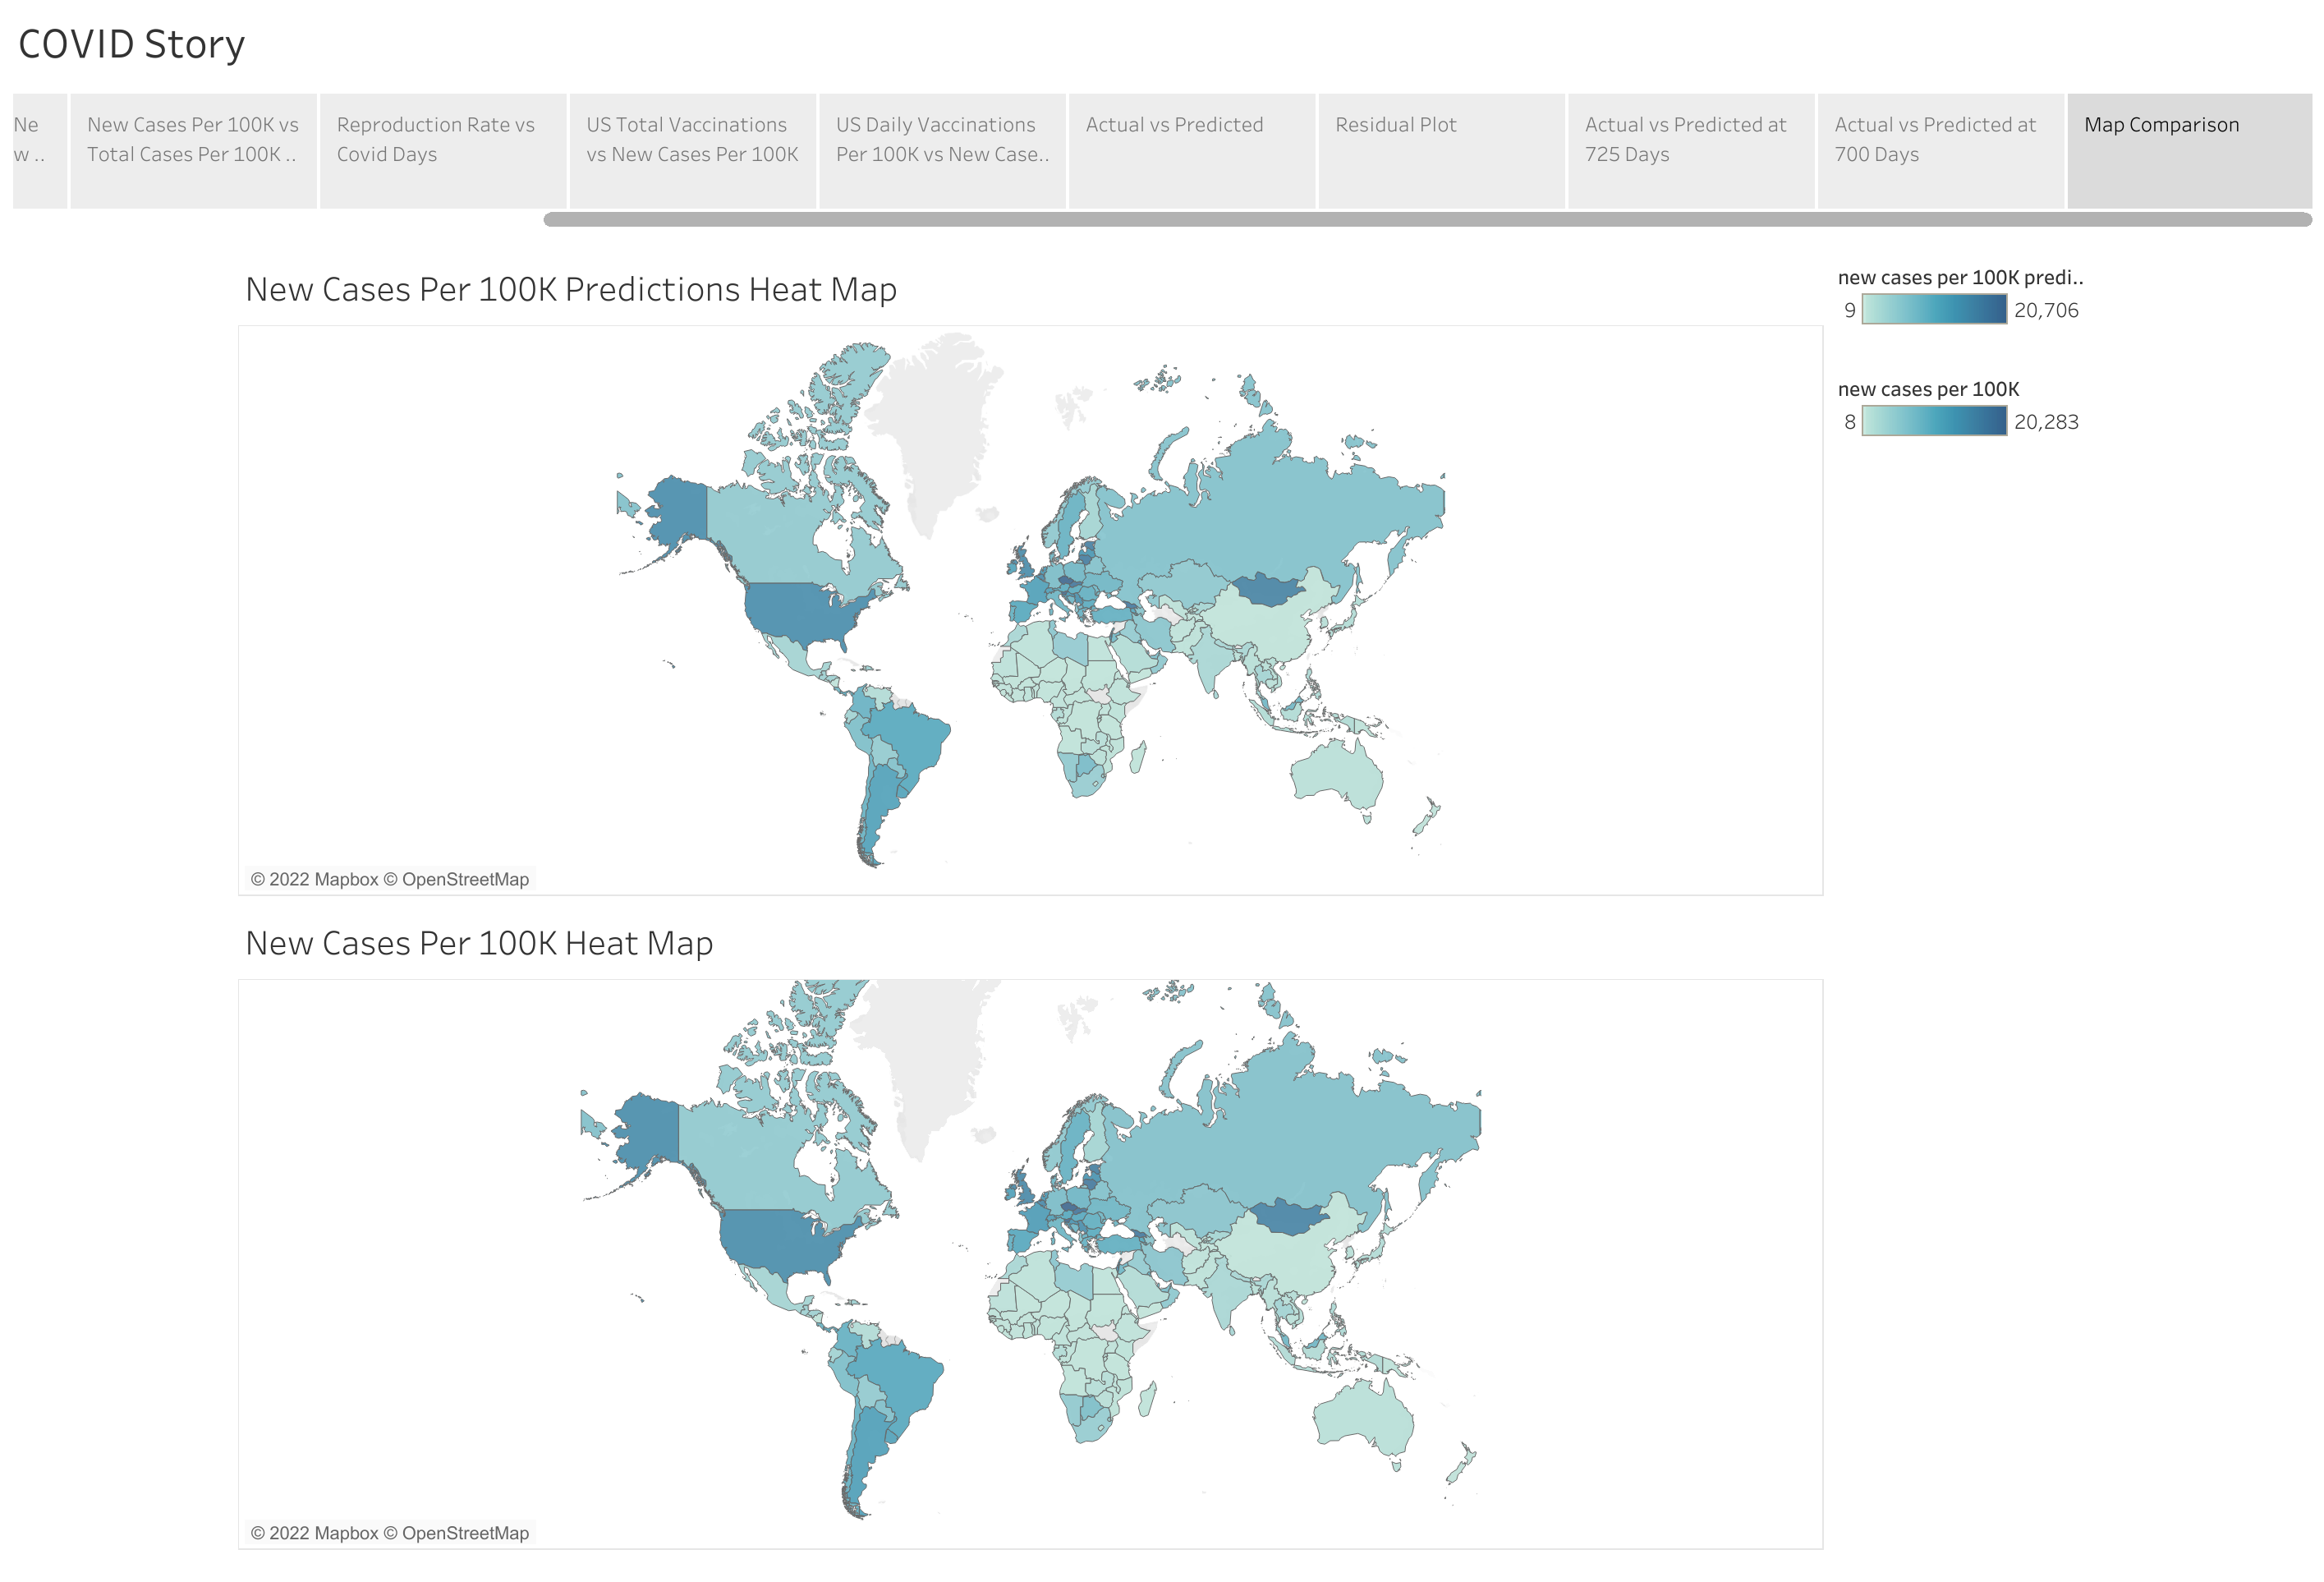 COVID Story
Ne
w ..
New Cases Per 100K vs
Total Cases Per 100K ..
Reproduction Rate vs
Covid Days
US Total Vaccinations
vs New Cases Per 100K
US Daily Vaccinations
Per 100K vs New Case..
Actual vs Predicted
Residual Plot
Actual vs Predicted at
725 Days
Actual vs Predicted at
700 Days
Map Comparison
New Cases Per 100K Predictions Heat Map
new cases per 100K predi..
9 20,706
new cases per 100K
8 20,283
© 2022 Mapbox © OpenStreetMap
New Cases Per 100K Heat Map
© 2022 Mapbox © OpenStreetMap